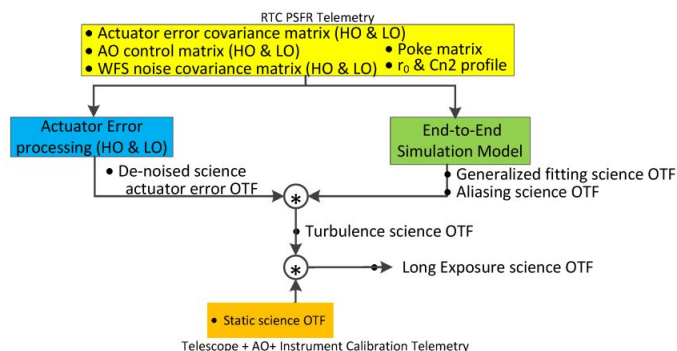 RTC PSFR Telemetry
• Actuator error covariance matrix (HO & LO)
• AO control matrix (HO & LO)
• Poke matrix
• WFS noise covariance matrix (HO & LO)
• r₀ & Cn2 profile
Actuator Error
processing (HO & LO)
End-to-End
Simulation Model
• De-noised science
actuator error OTF
• Generalized fitting science OTF
• Aliasing science OTF
*
Turbulence science OTF
*
Long Exposure science OTF
• Static science OTF
Telescope + AO+ Instrument Calibration Telemetry